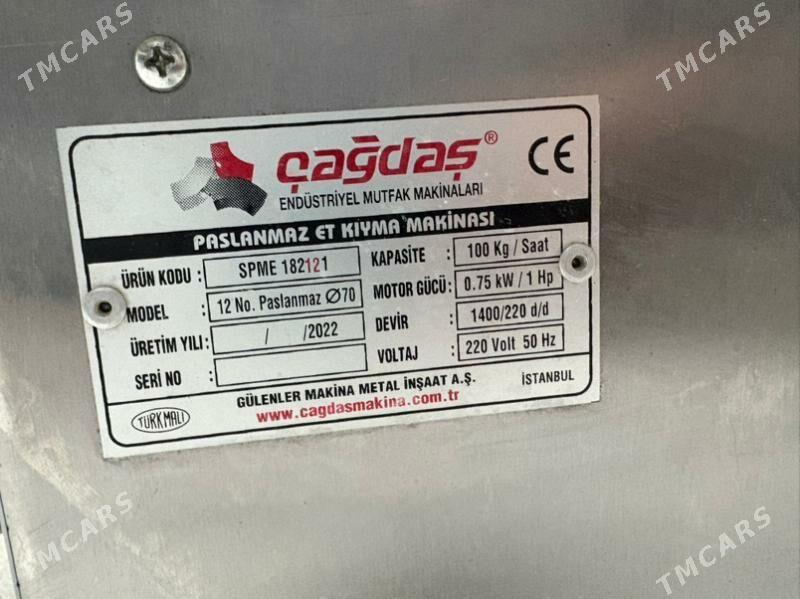 TMCARS
TMCARS
çağdaş®
CE
ENDÜSTRİYEL MUTFAK MAKİNALARI
PASLANMAZ ET KIYMA MAKİNASI
ÜRÜN KODU : SPME 182121
MODEL : 12 No. Paslanmaz Ø70
ÜRETİM YILI: / /2022
SERİ NO :
KAPASİTE : 100 Kg / Saat
MOTOR GÜCÜ: 0.75 kW / 1 Hp
DEVİR : 1400/220 d/d
VOLTAJ : 220 Volt 50 Hz
TÜRK MALI
GÜLENLER MAKİNA METAL İNŞAAT A.Ş.
İSTANBUL
www.cagdasmakina.com.tr
TMCARS
TMCARS